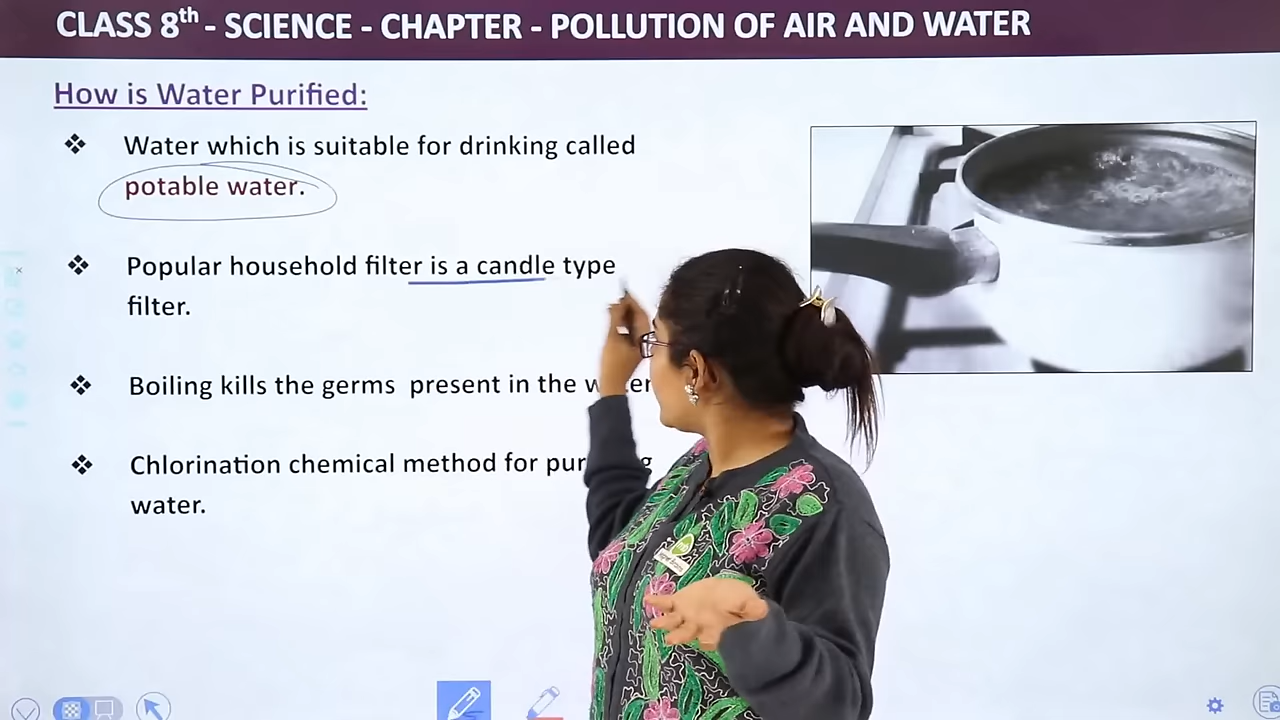 CLASS 8th - SCIENCE - CHAPTER - POLLUTION OF AIR AND WATER
How is Water Purified:
❖ Water which is suitable for drinking called
potable water.
❖ Popular household filter is a candle type
filter.
❖ Boiling kills the germs present in the
❖ Chlorination chemical method for
water.